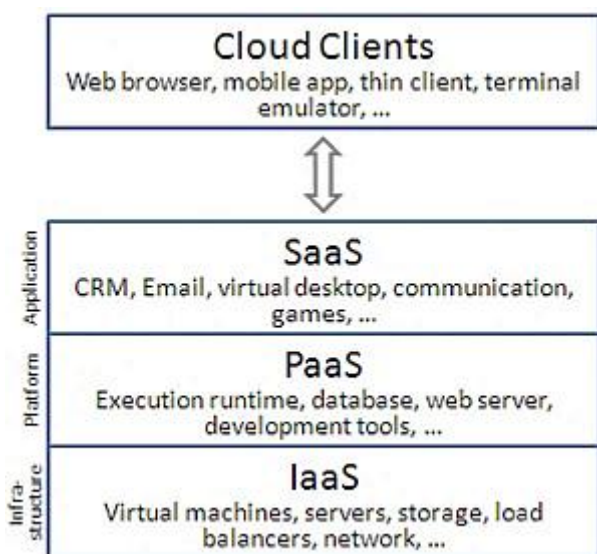 Cloud Clients
Web browser, mobile app, thin client, terminal
emulator, ...
Application
SaaS
CRM, Email, virtual desktop, communication,
games, ...
Platform
PaaS
Execution runtime, database, web server,
development tools, ...
Infra-
structure
IaaS
Virtual machines, servers, storage, load
balancers, network, ...